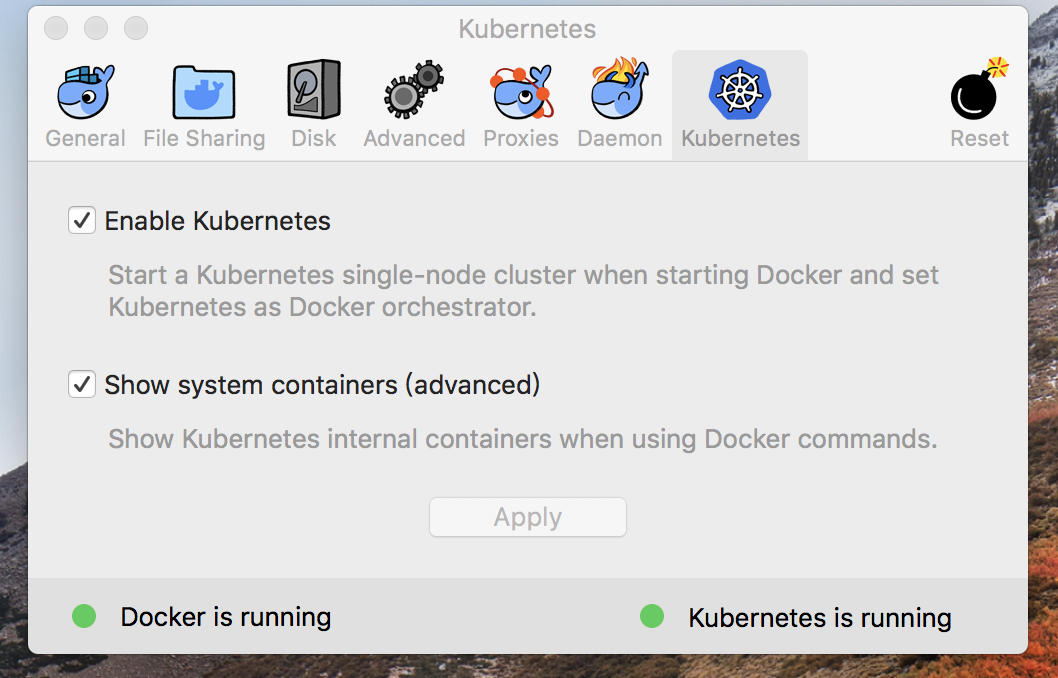 Kubernetes
General File Sharing Disk Advanced Proxies Daemon Kubernetes Reset
Enable Kubernetes
Start a Kubernetes single-node cluster when starting Docker and set
Kubernetes as Docker orchestrator.
Show system containers (advanced)
Show Kubernetes internal containers when using Docker commands.
Apply
Docker is running Kubernetes is running